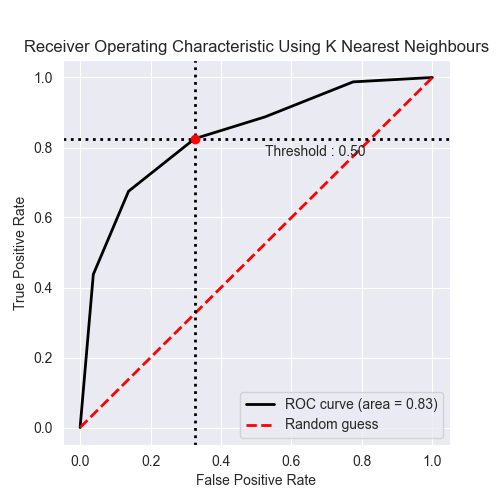 Receiver Operating Characteristic Using K Nearest Neighbours
1.0
0.8
0.6
0.4
0.2
0.0
True Positive Rate
Threshold : 0.50
ROC curve (area = 0.83)
Random guess
0.0 0.2 0.4 0.6 0.8 1.0
False Positive Rate